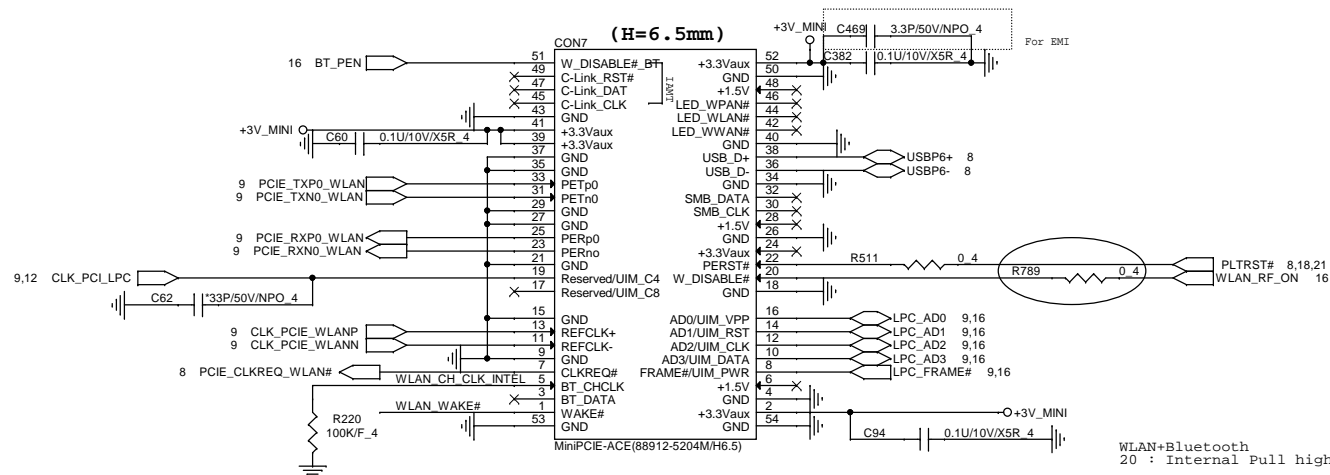 (H=6.5mm)
+3V_MINI
C469 3.3P/50V/NPO_4
For EMI
C382 0.1U/10V/X5R_4
CON7
16 BT_PEN
51 W_DISABLE#_BT
49 C-Link_RST#
47 C-Link_DAT
45 C-Link_CLK
43 GND
41 +3.3Vaux
39 +3.3Vaux
37 GND
35 GND
33 PETp0
31 PETn0
29 GND
27 GND
25 PERp0
23 PERno
21 GND
19 Reserved/UIM_C4
17 Reserved/UIM_C8
15 GND
13 REFCLK+
11 REFCLK-
9 GND
7 CLKREQ#
5 BT_CHCLK
3 BT_DATA
1 WAKE#
53 GND
IAMT
+3V_MINI
C60 0.1U/10V/X5R_4
9 PCIE_TXP0_WLAN
9 PCIE_TXN0_WLAN
9 PCIE_RXP0_WLAN
9 PCIE_RXN0_WLAN
9,12 CLK_PCI_LPC
C62 *33P/50V/NPO_4
9 CLK_PCIE_WLANP
9 CLK_PCIE_WLANN
8 PCIE_CLKREQ_WLAN#
WLAN_CH_CLK_INTEL
WLAN_WAKE#
R220
100K/F_4
+3.3Vaux 52
GND 50
+1.5V 48
LED_WPAN# 46
LED_WLAN# 44
LED_WWAN# 42
GND 40
USB_D+ 38
USB_D- 36
GND 34
SMB_DATA 32
SMB_CLK 30
+1.5V 28
GND 26
+3.3Vaux 24
PERST# 22
W_DISABLE# 20
GND 18
AD0/UIM_VPP 16
AD1/UIM_RST 14
AD2/UIM_CLK 12
AD3/UIM_DATA 10
FRAME#/UIM_PWR 8
+1.5V 6
GND 4
+3.3Vaux 2
GND 54
USBP6+ 8
USBP6- 8
R511 0_4
R789 0_4
PLTRST# 8,18,21
WLAN_RF_ON 16
LPC_AD0 9,16
LPC_AD1 9,16
LPC_AD2 9,16
LPC_AD3 9,16
LPC_FRAME# 9,16
+3V_MINI
C94 0.1U/10V/X5R_4
MiniPCIE-ACE(88912-5204M/H6.5)
WLAN+Bluetooth
20 : Internal Pull high